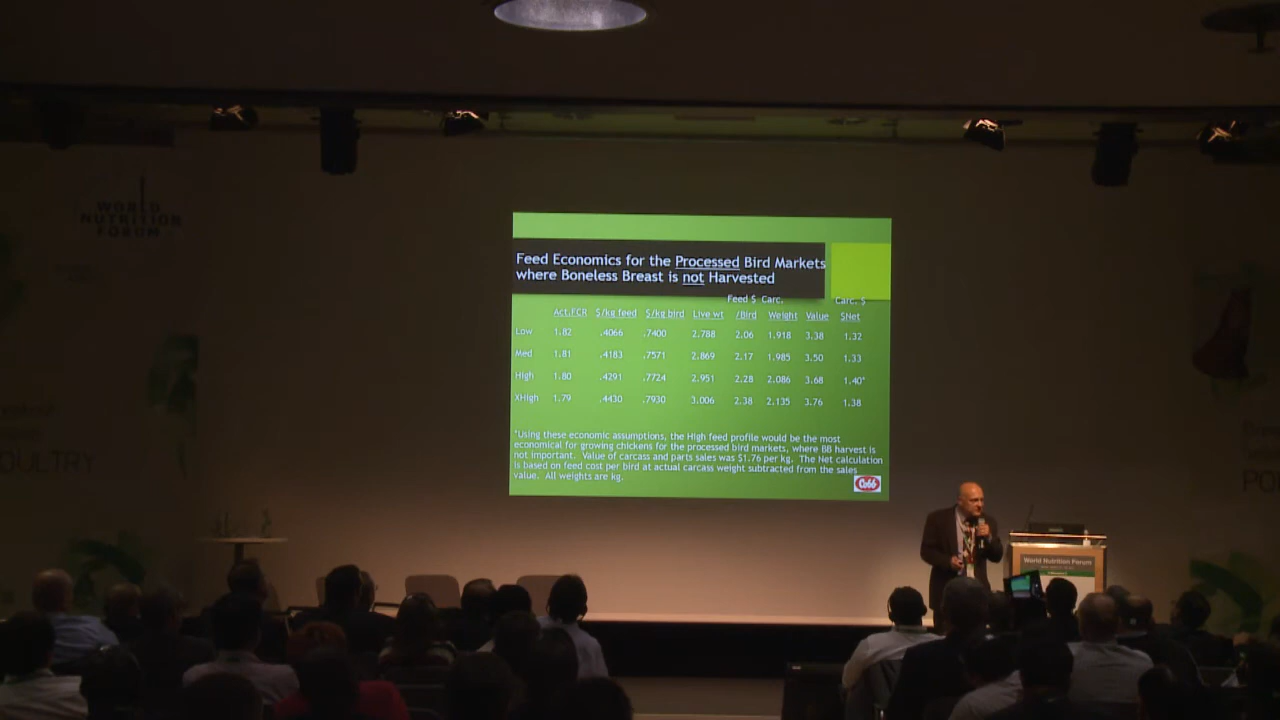 WORLD
NUTRITION
FORUM
Feed Economics for the Processed Bird Markets
where Boneless Breast is not Harvested
Feed $ Carc. Carc. $
Act.FCR $/kg feed $/kg bird Live wt /Bird Weight Value $Net
Low 1.82 .4066 .7400 2.788 2.06 1.918 3.38 1.32
Med 1.81 .4183 .7571 2.869 2.17 1.985 3.50 1.33
High 1.80 .4291 .7724 2.951 2.28 2.086 3.68 1.40*
XHigh 1.79 .4430 .7930 3.006 2.38 2.135 3.76 1.38
*Using these economic assumptions, the High feed profile would be the most
economical for growing chickens for the processed bird markets, where BB harvest is
not important. Value of carcass and parts sales was $1.76 per kg. The Net calculation
is based on feed cost per bird at actual carcass weight subtracted from the sales
value. All weights are kg.
Cobb
World Nutrition Forum
OULTRY
PO